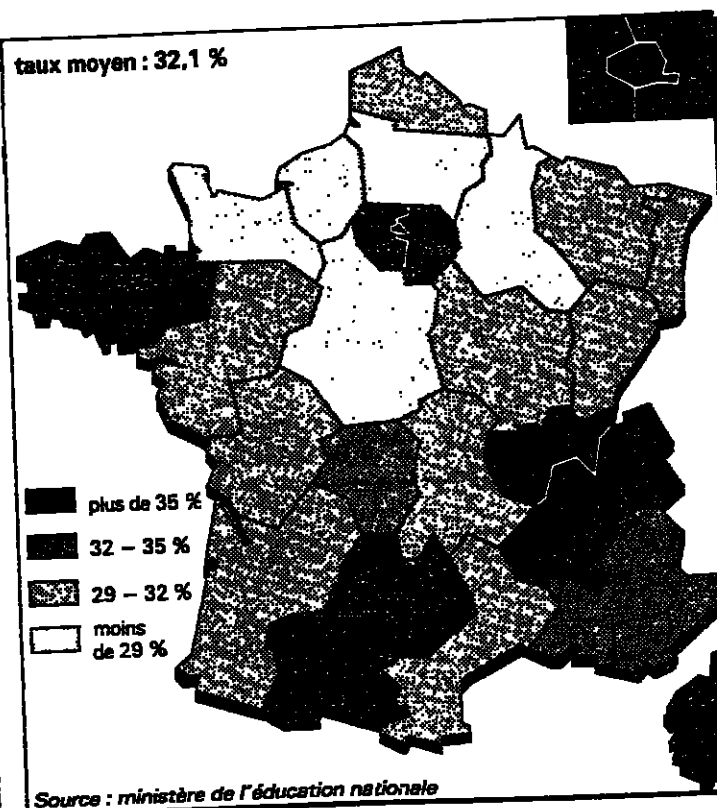 taux moyen : 32,1 %
plus de 35 %
32 – 35 %
29 – 32 %
moins
de 29 %
Source : ministère de l'éducation nationale